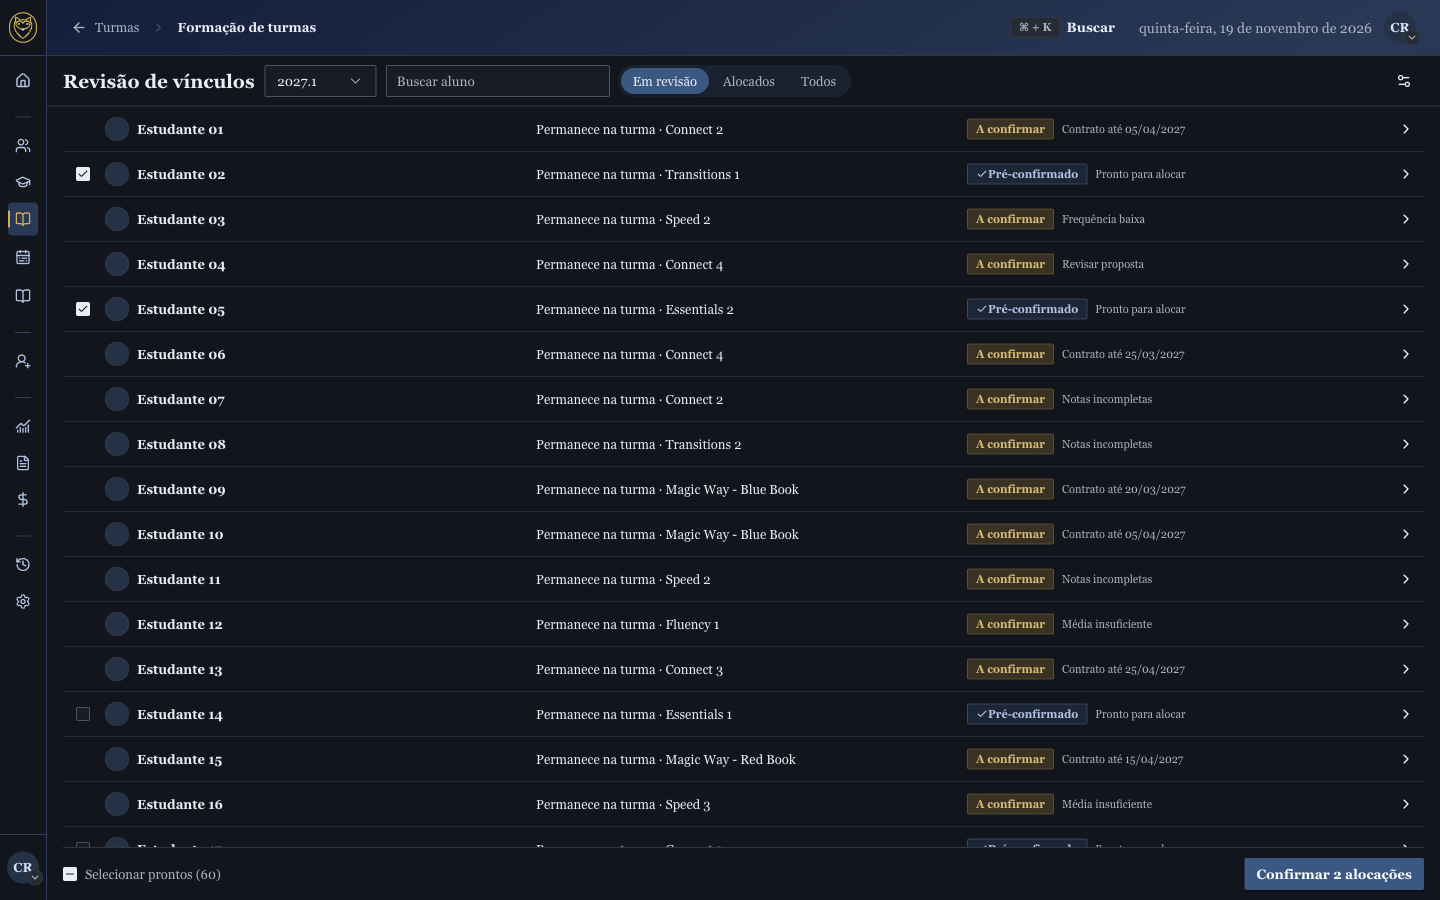 Turmas
Formação de turmas
⌘ + K
Buscar
quinta-feira, 19 de novembro de 2026
CR
Revisão de vínculos
2027.1
Buscar aluno
Em revisão
Alocados
Todos
Estudante 01 Permanece na turma · Connect 2 A confirmar Contrato até 05/04/2027
Estudante 02 Permanece na turma · Transitions 1 Pré-confirmado Pronto para alocar
Estudante 03 Permanece na turma · Speed 2 A confirmar Frequência baixa
Estudante 04 Permanece na turma · Connect 4 A confirmar Revisar proposta
Estudante 05 Permanece na turma · Essentials 2 Pré-confirmado Pronto para alocar
Estudante 06 Permanece na turma · Connect 4 A confirmar Contrato até 25/03/2027
Estudante 07 Permanece na turma · Connect 2 A confirmar Notas incompletas
Estudante 08 Permanece na turma · Transitions 2 A confirmar Notas incompletas
Estudante 09 Permanece na turma · Magic Way - Blue Book A confirmar Contrato até 20/03/2027
Estudante 10 Permanece na turma · Magic Way - Blue Book A confirmar Contrato até 05/04/2027
Estudante 11 Permanece na turma · Speed 2 A confirmar Notas incompletas
Estudante 12 Permanece na turma · Fluency 1 A confirmar Média insuficiente
Estudante 13 Permanece na turma · Connect 3 A confirmar Contrato até 25/04/2027
Estudante 14 Permanece na turma · Essentials 1 Pré-confirmado Pronto para alocar
Estudante 15 Permanece na turma · Magic Way - Red Book A confirmar Contrato até 15/04/2027
Estudante 16 Permanece na turma · Speed 3 A confirmar Média insuficiente
CR
Selecionar prontos (60)
Confirmar 2 alocações